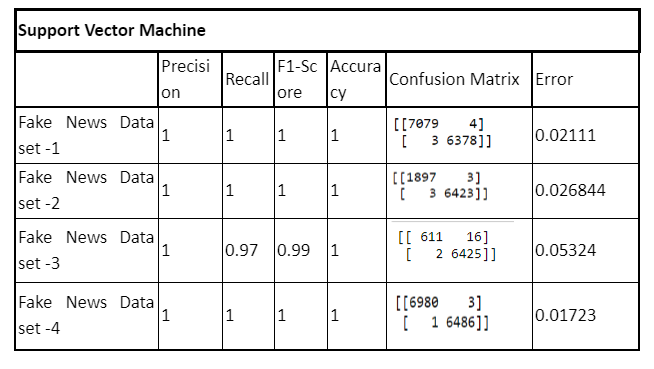 Support Vector Machine
Precisi
on
Recall
F1-Sc
ore
Accura
cy
Confusion Matrix
Error
Fake News Data
set -1
1
1
1
1
[[7079 4]
[ 3 6378]]
0.02111
Fake News Data
set -2
1
1
1
1
[[1897 3]
[ 3 6423]]
0.026844
Fake News Data
set -3
1
0.97
0.99
1
[[ 611 16]
[ 2 6425]]
0.05324
Fake News Data
set -4
1
1
1
1
[[6980 3]
[ 1 6486]]
0.01723